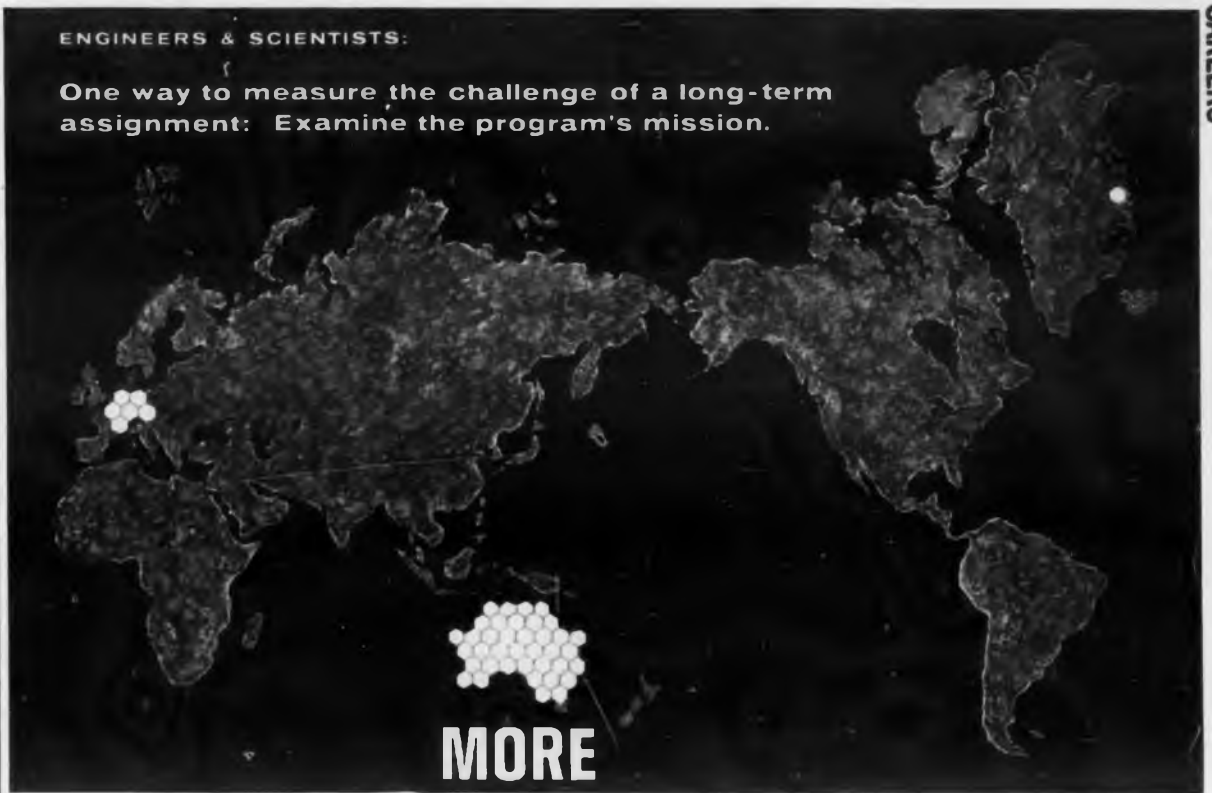 ENGINEERS & SCIENTISTS:
One way to measure the challenge of a long-term
assignment: Examine the program's mission.
MORE